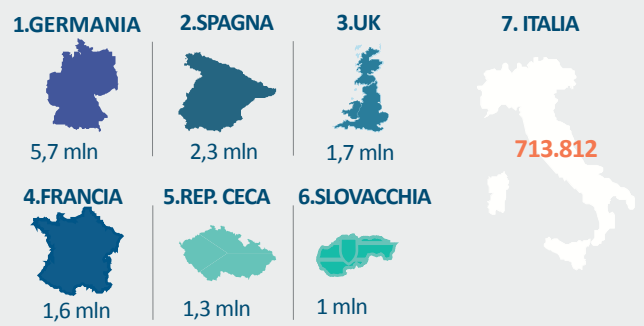 1.GERMANIA
5,7 mln
2.SPAGNA
2,3 mln
3.UK
1,7 mln
4.FRANCIA
1,6 mln
5.REP. CECA
1,3 mln
6.SLOVACCHIA
1 mln
7. ITALIA
713.812